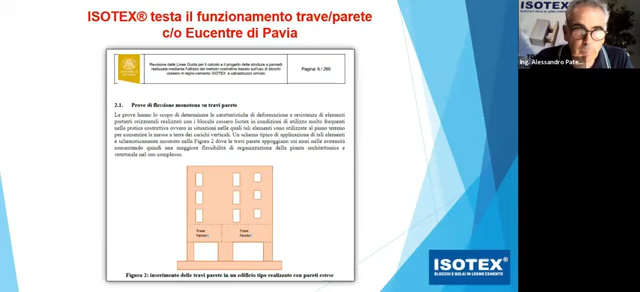 ISOTEX® testa il funzionamento trave/parete
c/o Eucentre di Pavia
Revisione delle Linee Guida per il calcolo e il progetto delle strutture a pannelli
realizzate mediante l'utilizzo del metodo costruttivo basato sull'uso di blocchi
cassero in legno-cemento ISOTEX e calcestruzzo armato
Pagina: 6 / 260
2.1. Prove di flessione monotona su travi parete
Le prove hanno lo scopo di determinare le caratteristiche di deformazione e resistenza di elementi
portanti orizzontali realizzati con i blocchi cassero Isotex in condizioni di utilizzo molto frequenti
nella pratica costruttiva ovvero in situazioni nelle quali tali elementi sono utilizzati al piano terreno
per consentire la messa a terra dei carichi verticali. Un schema tipico di applicazione di tali elementi
è schematicamente mostrato nella Figura 2 dove la travi parete appoggiano sui muri nelle estremità
consentendo quindi una maggiore flessibilità di organizzazione della pianta architettonica e
strutturale nel suo complesso.
Trave Trave
Parete1 Parete1
Figura 2: inserimento delle travi parete in un edificio tipo realizzato con pareti estese
ISOTEX®
BLOCCHI E SOLAI IN LEGNO CEMENTO
ISOTEX
Ing. Alessandro Pate...